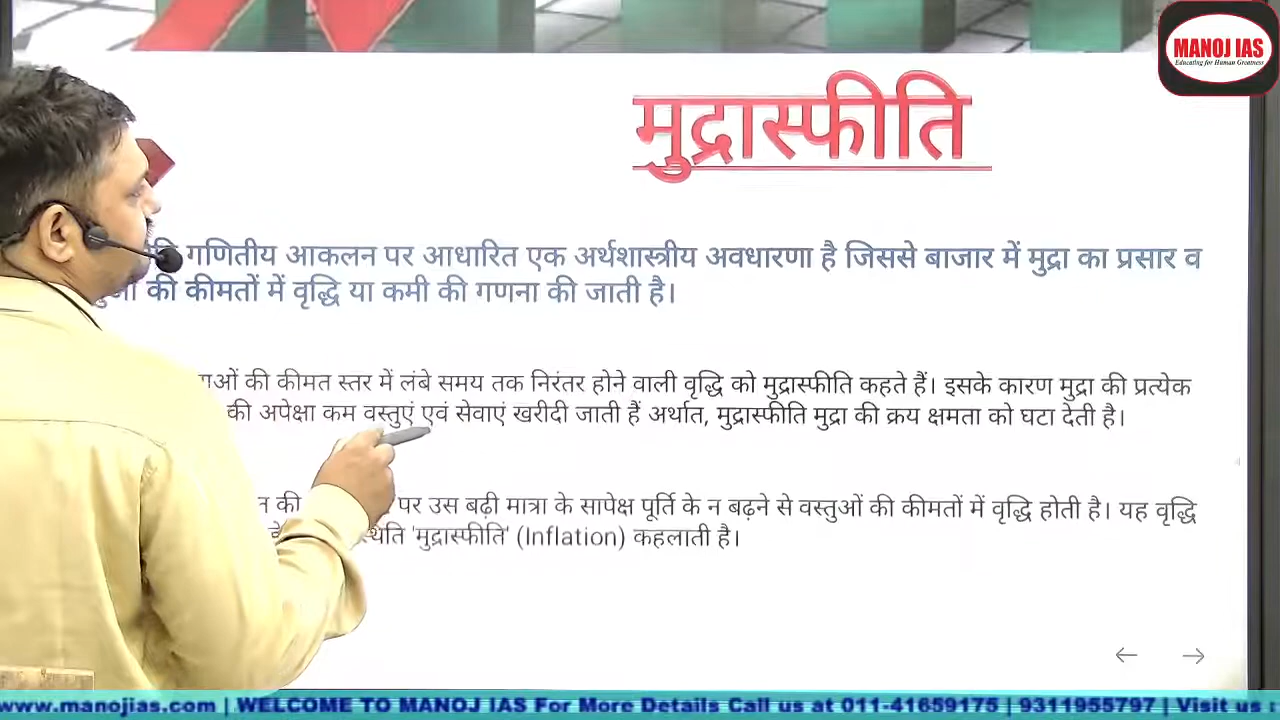 MANOJ IAS
Educating for Human Greatness
मुद्रास्फीति
गणितीय आकलन पर आधारित एक अर्थशास्त्रीय अवधारणा है जिससे बाजार में मुद्रा का प्रसार व
की कीमतों में वृद्धि या कमी की गणना की जाती है।
की कीमत स्तर में लंबे समय तक निरंतर होने वाली वृद्धि को मुद्रास्फीति कहते हैं। इसके कारण मुद्रा की प्रत्येक
की अपेक्षा कम वस्तुएं एवं सेवाएं खरीदी जाती हैं अर्थात, मुद्रास्फीति मुद्रा की क्रय क्षमता को घटा देती है।
की पर उस बढ़ी मात्रा के सापेक्ष पूर्ति के न बढ़ने से वस्तुओं की कीमतों में वृद्धि होती है। यह वृद्धि
'मुद्रास्फीति' (Inflation) कहलाती है।
www.manojias.com | WELCOME TO MANOJ IAS For More Details Call us at 011-41659175 | 9311955797 | Visit us